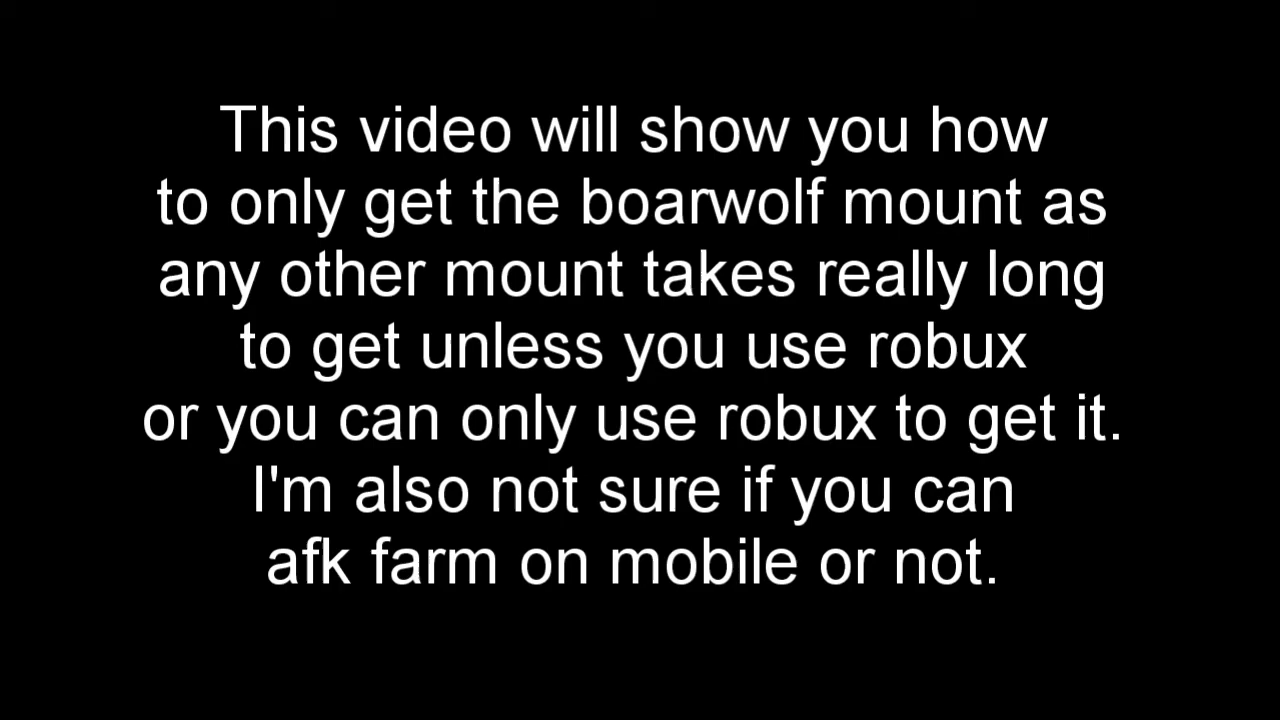 This video will show you how
to only get the boarwolf mount as
any other mount takes really long
to get unless you use robux
or you can only use robux to get it.
I'm also not sure if you can
afk farm on mobile or not.